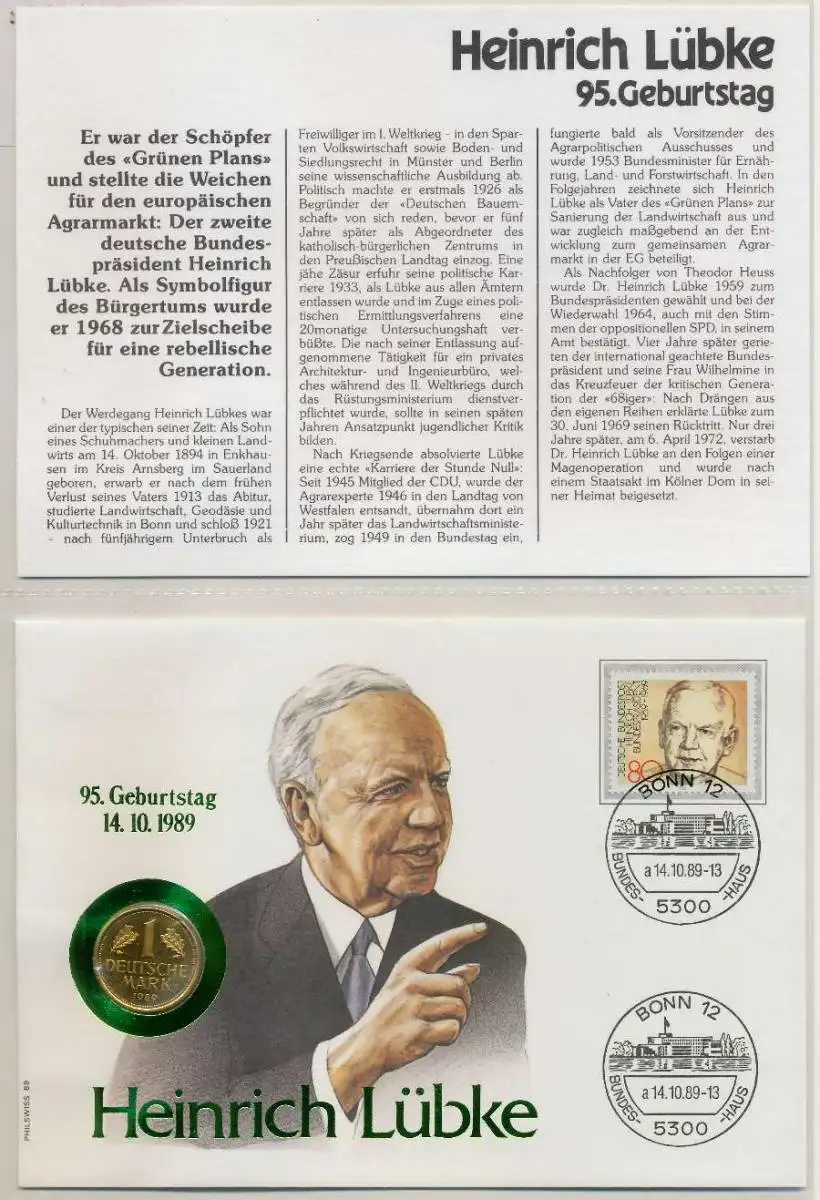 Heinrich Lübke
95.Geburtstag
Er war der Schöpfer
des «Grünen Plans»
und stellte die Weichen
für den europäischen
Agrarmarkt: Der zweite
deutsche Bundes-
präsident Heinrich
Lübke. Als Symbolfigur
des Bürgertums wurde
er 1968 zur Zielscheibe
für eine rebellische
Generation.
Der Werdegang Heinrich Lübkes war
einer der typischen seiner Zeit: Als Sohn
eines Schuhmachers und kleinen Land-
wirts am 14. Oktober 1894 in Enkhau-
sen im Kreis Arnsberg im Sauerland
geboren, erwarb er nach dem frühen
Verlust seines Vaters 1913 das Abitur,
studierte Landwirtschaft, Geodäsie und
Kulturtechnik in Bonn und schloß 1921
- nach fünfjährigem Unterbruch als
Freiwilliger im I. Weltkrieg - in den Spar-
ten Volkswirtschaft sowie Boden- und
Siedlungsrecht in Münster und Berlin
seine wissenschaftliche Ausbildung ab.
Politisch machte er erstmals 1926 als
Begründer der «Deutschen Bauern-
schaft» von sich reden, bevor er fünf
Jahre später als Abgeordneter des
katholisch-bürgerlichen Zentrums in
den Preußischen Landtag einzog. Eine
jähe Zäsur erfuhr seine politische Kar-
riere 1933, als Lübke aus allen Ämtern
entlassen wurde und im Zuge eines poli-
tischen Ermittlungsverfahrens eine
20monatige Untersuchungshaft ver-
büßte. Die nach seiner Entlassung auf-
genommene Tätigkeit für ein privates
Architektur- und Ingenieurbüro, wel-
ches während des II. Weltkriegs durch
das Rüstungsministerium dienstver-
pflichtet wurde, sollte in seinen späten
Jahren Ansatzpunkt jugendlicher Kritik
bilden.
Nach Kriegsende absolvierte Lübke
eine echte «Karriere der Stunde Null»:
Seit 1945 Mitglied der CDU, wurde der
Agrarexperte 1946 in den Landtag von
Westfalen entsandt, übernahm dort ein
Jahr später das Landwirtschaftsministe-
rium, zog 1949 in den Bundestag ein,
fungierte bald als Vorsitzender des
Agrarpolitischen Ausschusses und
wurde 1953 Bundesminister für Ernäh-
rung, Land- und Forstwirtschaft. In den
Folgejahren zeichnete sich Heinrich
Lübke als Vater des «Grünen Plans» zur
Sanierung der Landwirtschaft aus und
war zugleich maßgebend an der Ent-
wicklung zum gemeinsamen Agrar-
markt in der EG beteiligt.
Als Nachfolger von Theodor Heuss
wurde Dr. Heinrich Lübke 1959 zum
Bundespräsidenten gewählt und bei der
Wiederwahl 1964, auch mit den Stim-
men der oppositionellen SPD, in seinem
Amt bestätigt. Vier Jahre später gerie-
ten der international geachtete Bundes-
präsident und seine Frau Wilhelmine in
das Kreuzfeuer der kritischen Genera-
tion der «68iger»: Nach Drängen aus
den eigenen Reihen erklärte Lübke zum
30. Juni 1969 seinen Rücktritt. Nur drei
Jahre später, am 6. April 1972, verstarb
Dr. Heinrich Lübke an den Folgen einer
Magenoperation und wurde nach
einem Staatsakt im Kölner Dom in sei-
ner Heimat beigesetzt.
95. Geburtstag
14. 10. 1989
1
DEUTSCHE
MARK
1989
DEUTSCHE BUNDESPOST
HEINRICH LÜBKE
BUNDESPRÄSIDENT
1959-1969
80
BONN 12
a14.10.89-13
BUNDES-
-HAUS
5300
BONN 12
a14.10.89-13
BUNDES-
-HAUS
5300
Heinrich Lübke
PHILSWISS 89